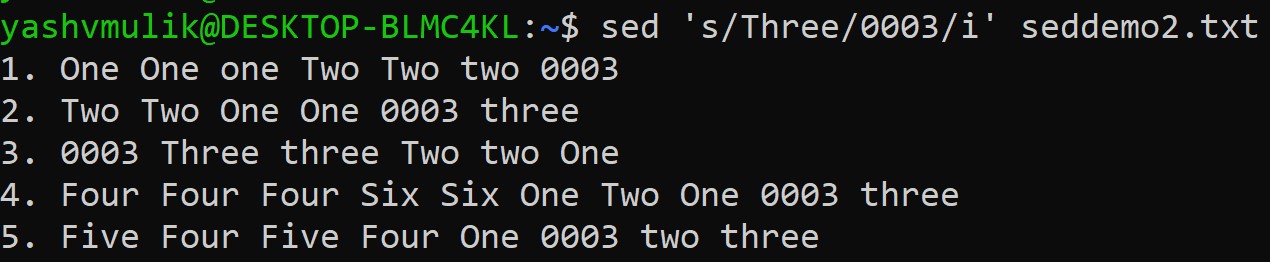 yashvmulik@DESKTOP-BLMC4KL:~$ sed 's/Three/0003/i' seddemo2.txt
1. One One one Two Two two 0003
2. Two Two One One 0003 three
3. 0003 Three three Two two One
4. Four Four Four Six Six One Two One 0003 three
5. Five Four Five Four One 0003 two three